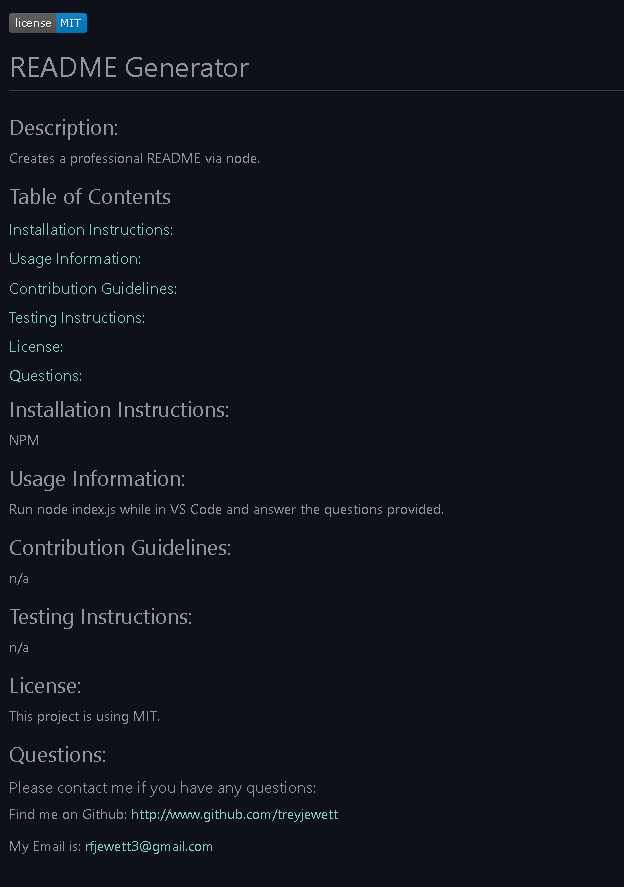 license MIT
README Generator
Description:
Creates a professional README via node.
Table of Contents
Installation Instructions:
Usage Information:
Contribution Guidelines:
Testing Instructions:
License:
Questions:
Installation Instructions:
NPM
Usage Information:
Run node index.js while in VS Code and answer the questions provided.
Contribution Guidelines:
n/a
Testing Instructions:
n/a
License:
This project is using MIT.
Questions:
Please contact me if you have any questions:
Find me on Github: http://www.github.com/treyjewett
My Email is: rfjewett3@gmail.com